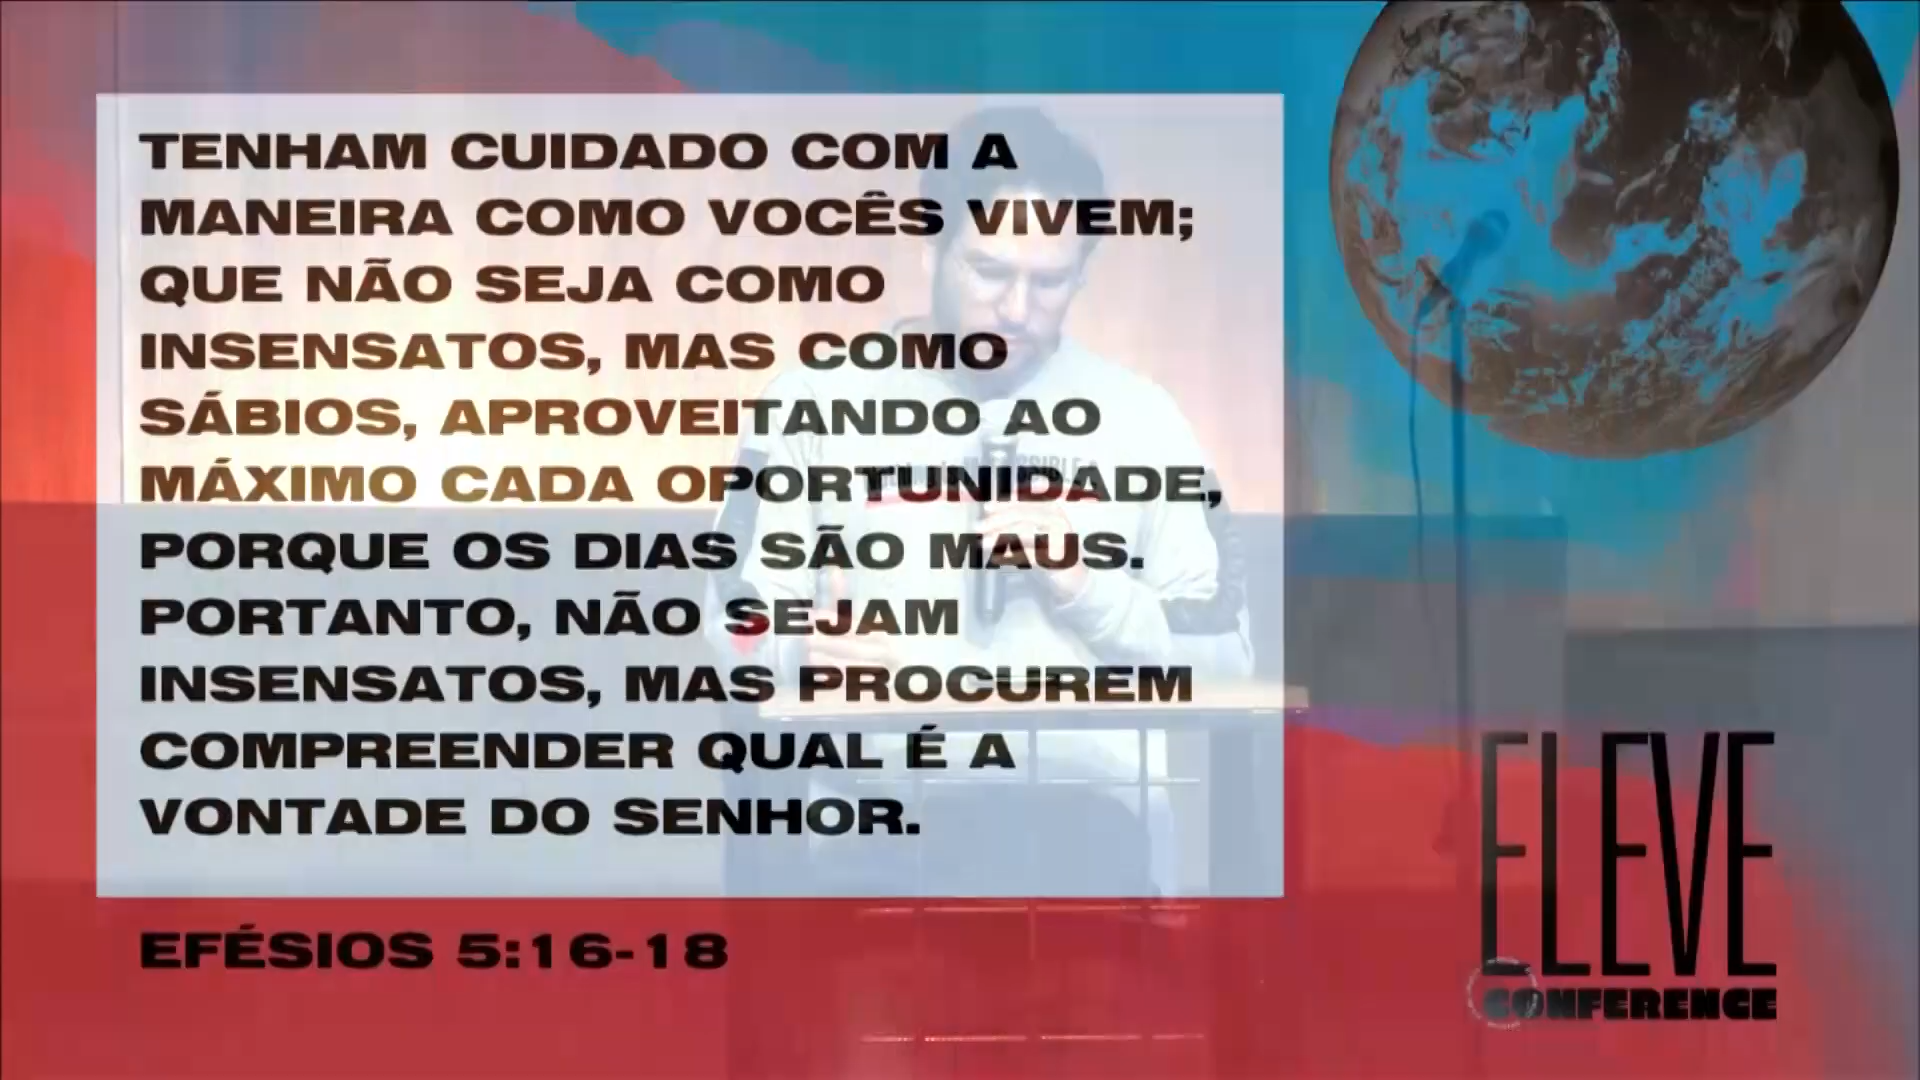 TENHAM CUIDADO COM A
MANEIRA COMO VOCÊS VIVEM;
QUE NÃO SEJA COMO
INSENSATOS, MAS COMO
SÁBIOS, APROVEITANDO AO
MÁXIMO CADA OPORTUNIDADE,
PORQUE OS DIAS SÃO MAUS.
PORTANTO, NÃO SEJAM
INSENSATOS, MAS PROCUREM
COMPREENDER QUAL É A
VONTADE DO SENHOR.
EFÉSIOS 5:16-18
ELEVE
CONFERENCE